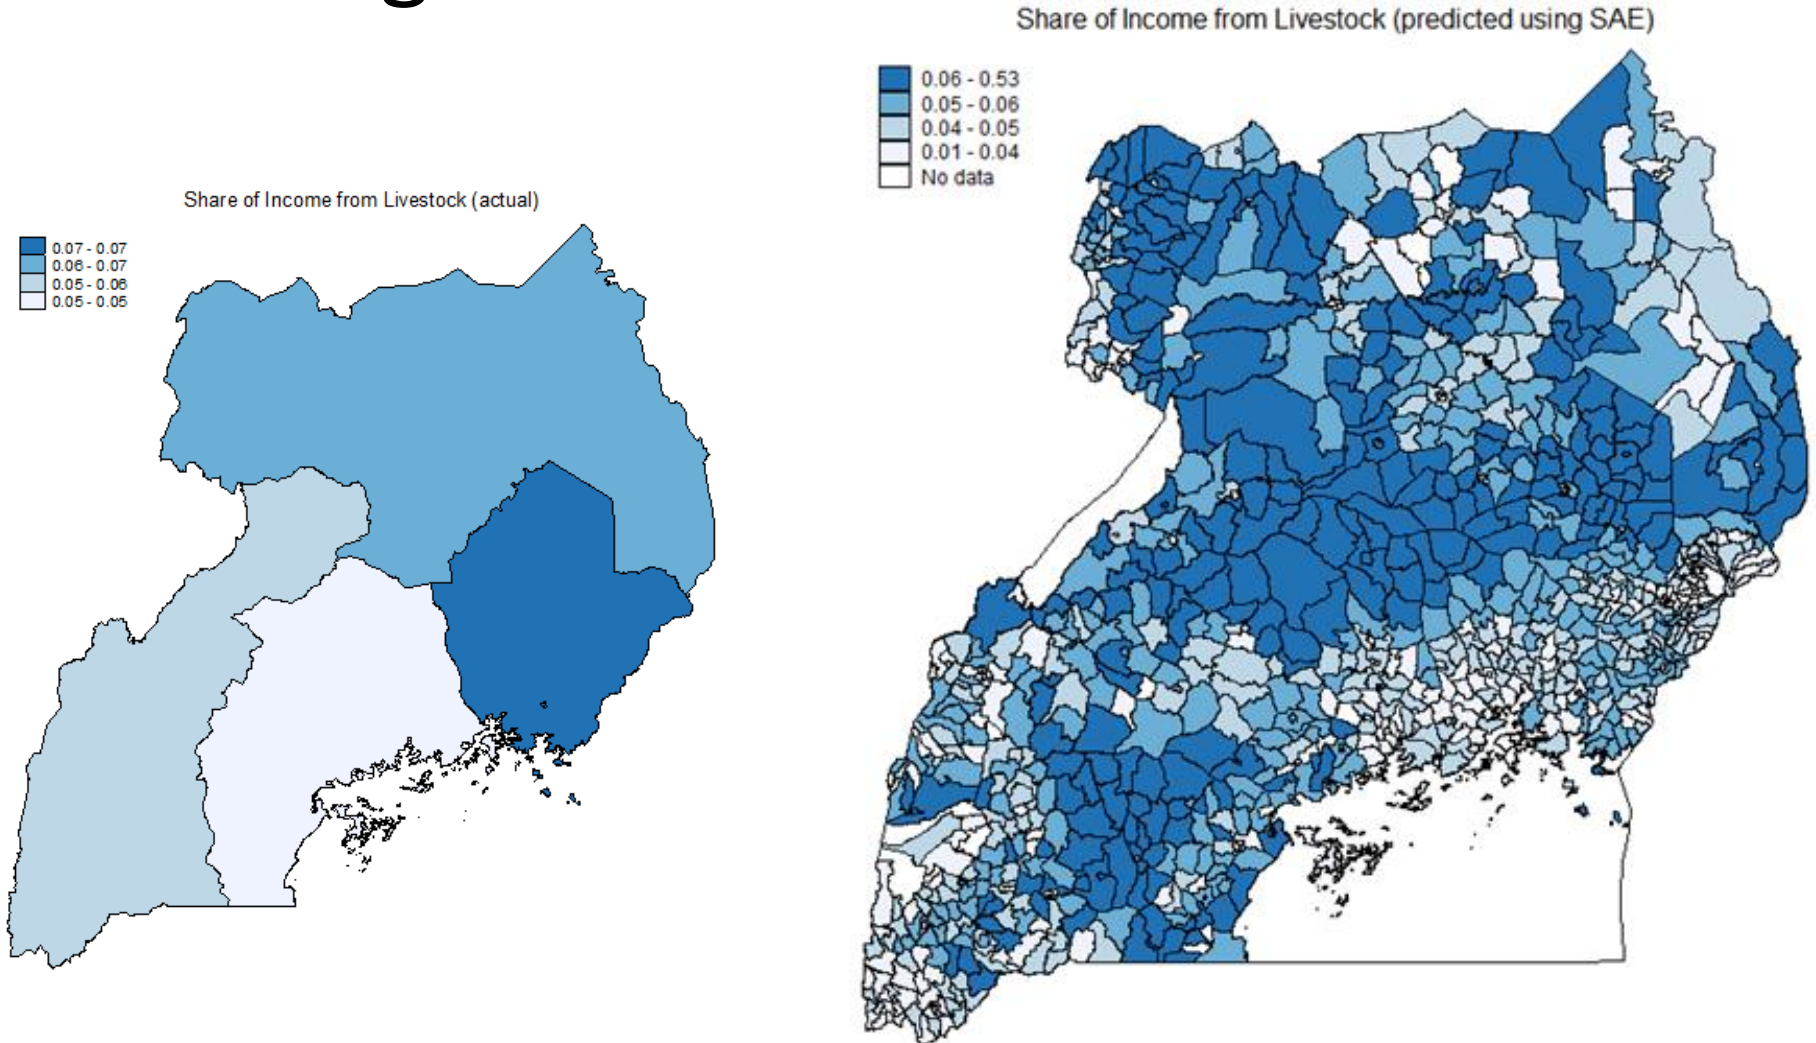 Share of Income from Livestock (predicted using SAE)
0.06 - 0.53
0.05 - 0.06
0.04 - 0.05
0.01 - 0.04
No data
Share of Income from Livestock (actual)
0.07 - 0.07
0.06 - 0.07
0.05 - 0.06
0.05 - 0.05